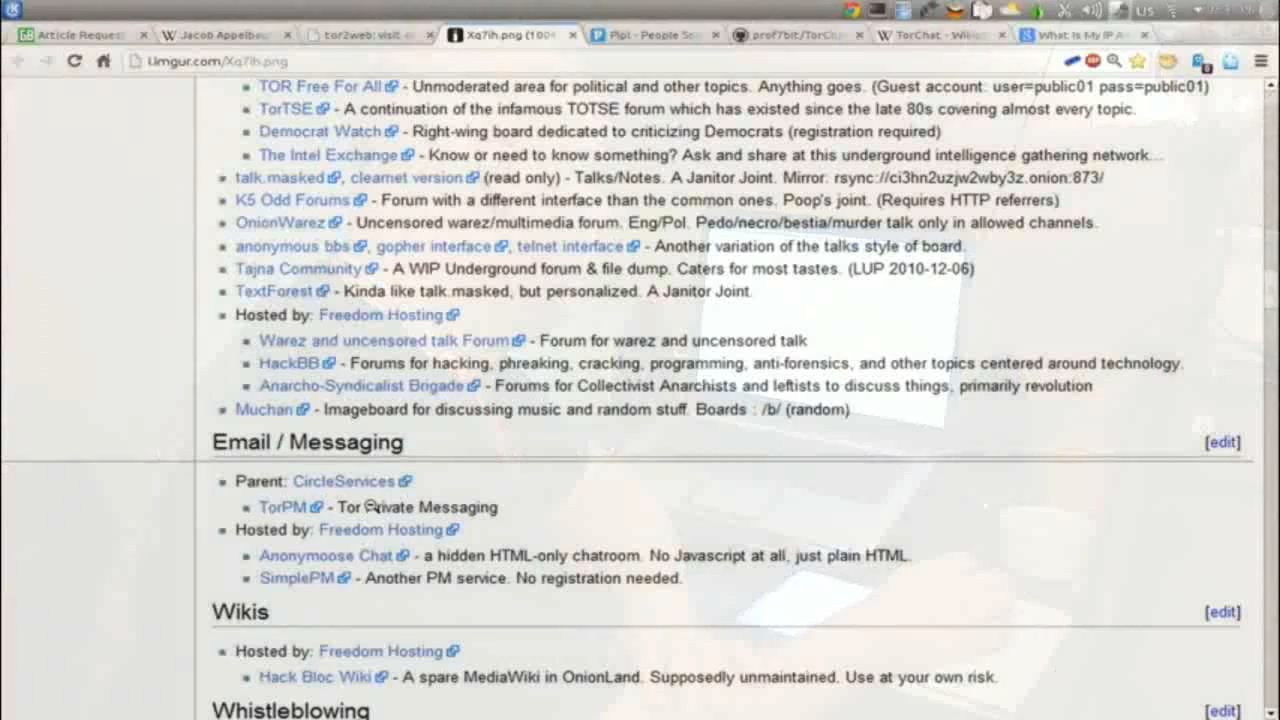 Article Request
Jacob Appelbau
tor2web: visit
Xq7ih.png (100
Pipl - People Se
prof7bit/TorCha
TorChat - Wiki
What Is My IP A
i.imgur.com/Xq7ih.png
TOR Free For All - Unmoderated area for political and other topics. Anything goes. (Guest account: user=public01 pass=public01)
TorTSE - A continuation of the infamous TOTSE forum which has existed since the late 80s covering almost every topic.
Democrat Watch - Right-wing board dedicated to criticizing Democrats (registration required)
The Intel Exchange - Know or need to know something? Ask and share at this underground intelligence gathering network...
talk.masked, clearnet version (read only) - Talks/Notes. A Janitor Joint. Mirror: rsync://ci3hn2uzjw2wby3z.onion:873/
K5 Odd Forums - Forum with a different interface than the common ones. Poop's joint. (Requires HTTP referrers)
OnionWarez - Uncensored warez/multimedia forum. Eng/Pol. Pedo/necro/bestia/murder talk only in allowed channels.
anonymous bbs, gopher interface, telnet interface - Another variation of the talks style of board.
Tajna Community - A WIP Underground forum & file dump. Caters for most tastes. (LUP 2010-12-06)
TextForest - Kinda like talk.masked, but personalized. A Janitor Joint.
Hosted by: Freedom Hosting
Warez and uncensored talk Forum - Forum for warez and uncensored talk
HackBB - Forums for hacking, phreaking, cracking, programming, anti-forensics, and other topics centered around technology.
Anarcho-Syndicalist Brigade - Forums for Collectivist Anarchists and leftists to discuss things, primarily revolution
Muchan - Imageboard for discussing music and random stuff. Boards : /b/ (random)
Email / Messaging [edit]
Parent: CircleServices
TorPM - Tor Private Messaging
Hosted by: Freedom Hosting
Anonymoose Chat - a hidden HTML-only chatroom. No Javascript at all, just plain HTML.
SimplePM - Another PM service. No registration needed.
Wikis [edit]
Hosted by: Freedom Hosting
Hack Bloc Wiki - A spare MediaWiki in OnionLand. Supposedly unmaintained. Use at your own risk.
Whistleblowing [edit]